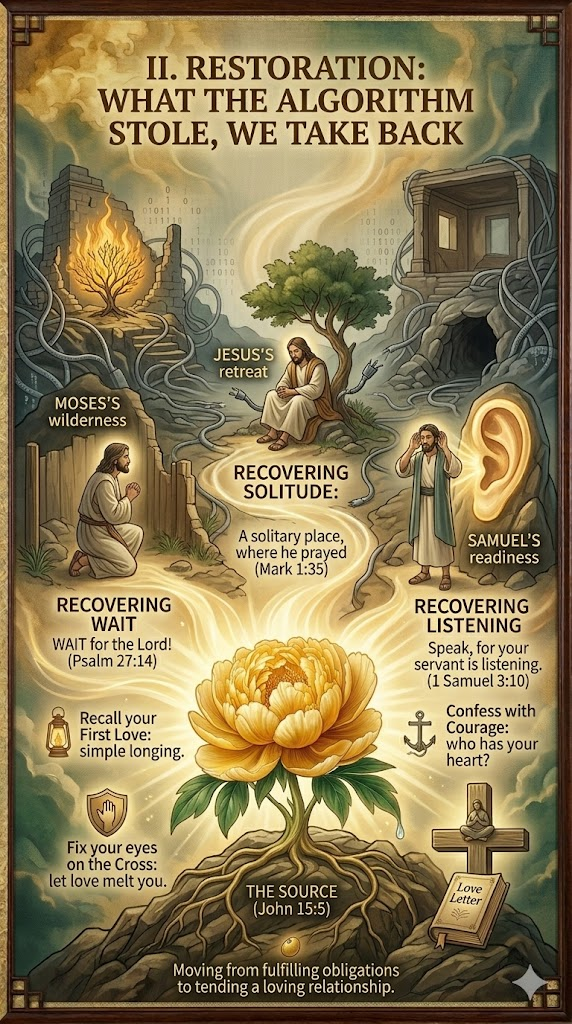 II. RESTORATION:
WHAT THE ALGORITHM
STOLE, WE TAKE BACK
JESUS'S
retreat
MOSES'S
wilderness
RECOVERING
SOLITUDE:
A solitary place,
where he prayed
(Mark 1:35)
SAMUEL'S
readiness
RECOVERING
WAIT
WAIT for the Lord!
(Psalm 27:14)
RECOVERING
LISTENING
Speak, for your
servant is listening.
(1 Samuel 3:10)
Recall your
First Love:
simple longing.
Confess with
Courage:
who has your
heart?
Fix your eyes
on the Cross:
let love melt you.
Love
Letter
THE SOURCE
(John 15:5)
Moving from fulfilling obligations
to tending a loving relationship.